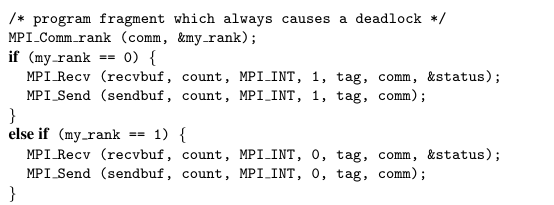 /* program fragment which always causes a deadlock */
MPI_Comm_rank (comm, &my_rank);
if (my_rank == 0) {
MPI_Recv (recvbuf, count, MPI_INT, 1, tag, comm, &status);
MPI_Send (sendbuf, count, MPI_INT, 1, tag, comm);
}
else if (my_rank == 1) {
MPI_Recv (recvbuf, count, MPI_INT, 0, tag, comm, &status);
MPI_Send (sendbuf, count, MPI_INT, 0, tag, comm);
}